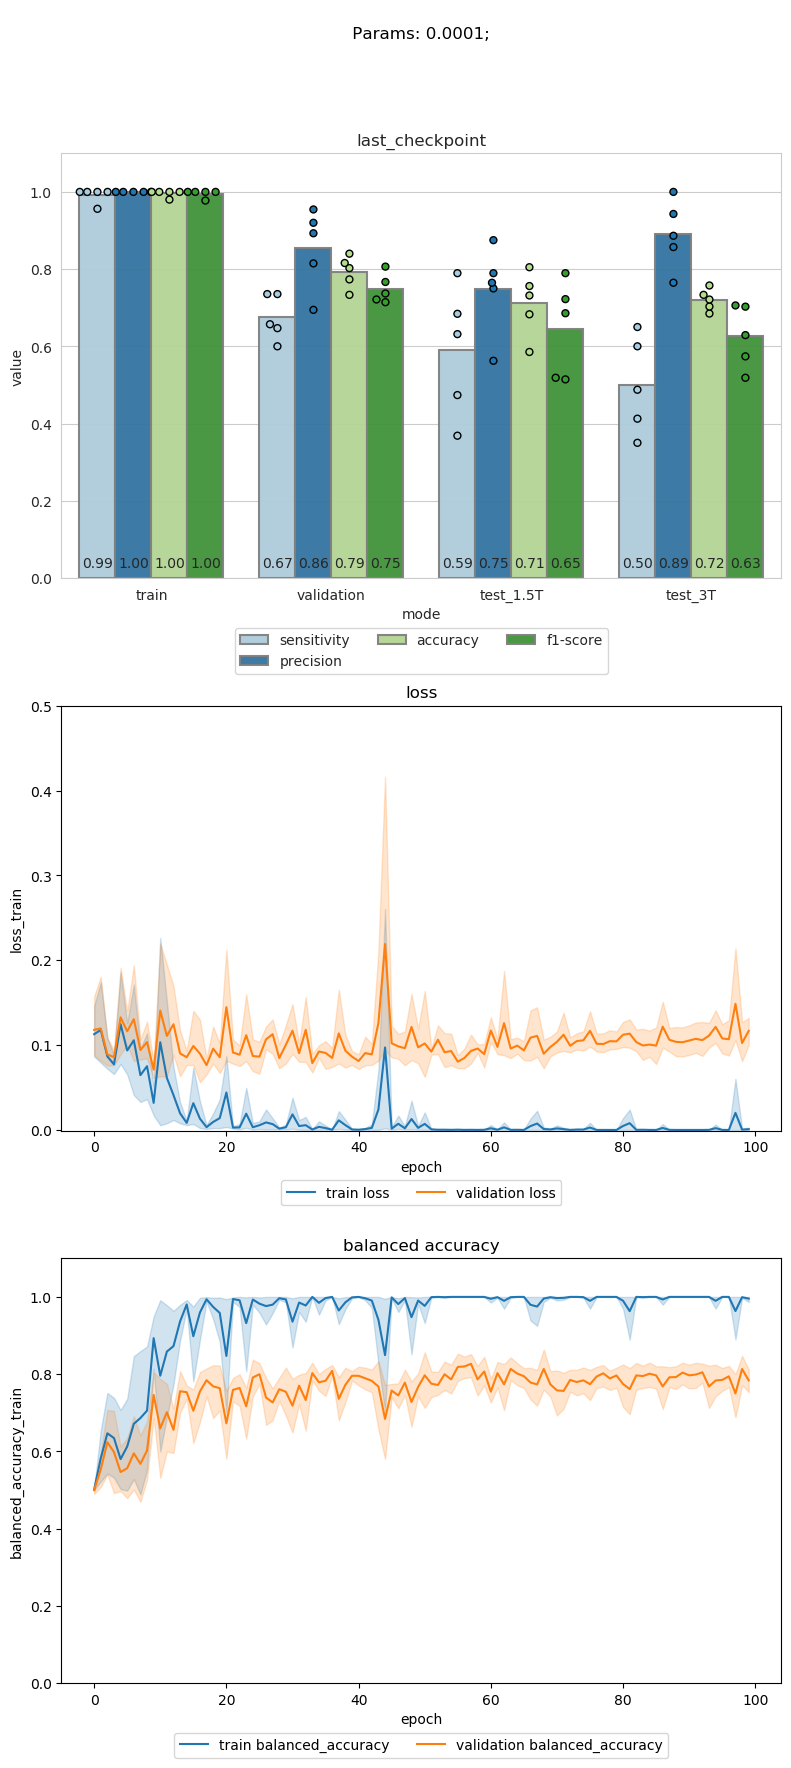 Params: 0.0001;
last_checkpoint
1.0
0.8
0.6
0.4
0.2
0.0
value
0.99 1.00 1.00 1.00 0.67 0.86 0.79 0.75 0.59 0.75 0.71 0.65 0.50 0.89 0.72 0.63
train validation test_1.5T test_3T
mode
sensitivity accuracy f1-score
precision
loss
0.5
0.4
0.3
0.2
0.1
0.0
loss_train
0 20 40 60 80 100
epoch
train loss validation loss
balanced accuracy
1.0
0.8
0.6
0.4
0.2
0.0
balanced_accuracy_train
0 20 40 60 80 100
epoch
train balanced_accuracy validation balanced_accuracy